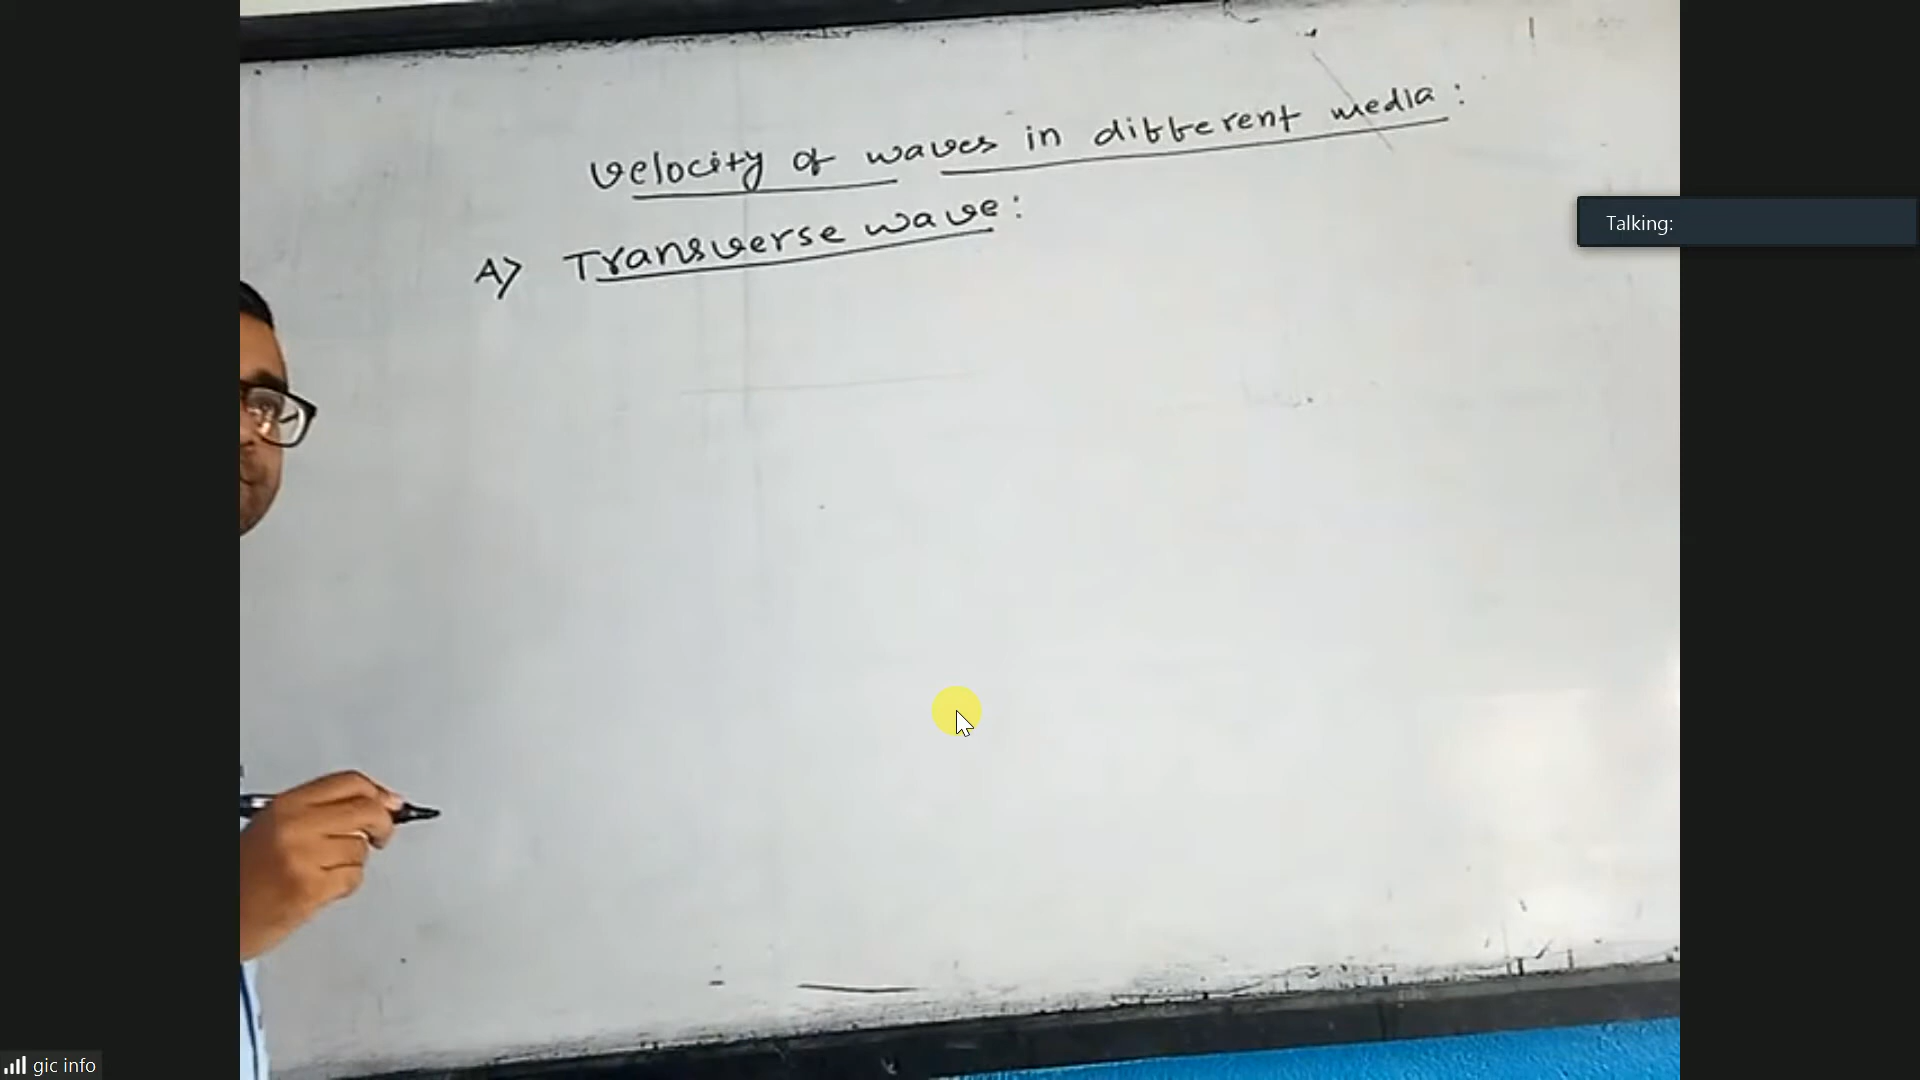 velocity of waves in different media:
A) Transverse wave:
Talking:
gic info